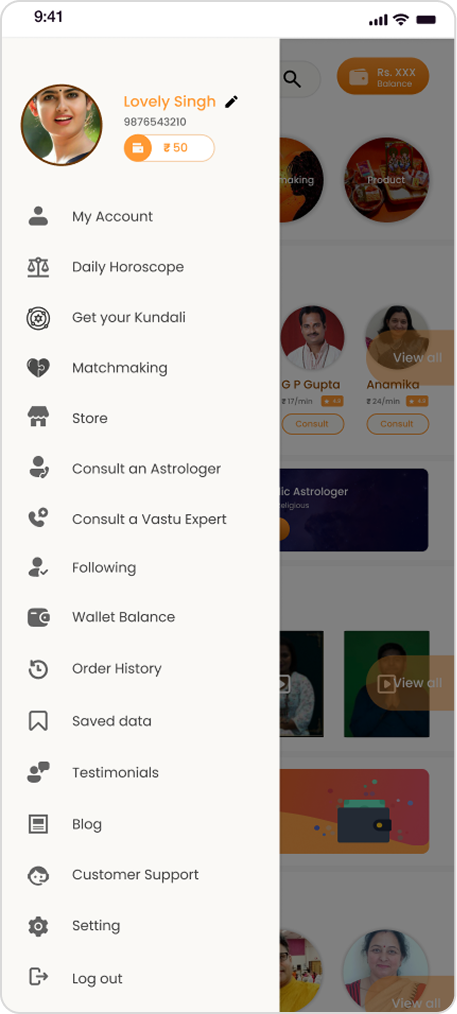 9:41
Lovely Singh
9876543210
₹ 50
My Account
Daily Horoscope
Get your Kundali
Matchmaking
Store
Consult an Astrologer
Consult a Vastu Expert
Following
Wallet Balance
Order History
Saved data
Testimonials
Blog
Customer Support
Setting
Log out
Rs. XXX
Balance
making
Product
View all
G P Gupta
Anamika
₹ 17/min
₹ 24/min
Consult
Consult
ic Astrologer
eligious
View all
View all